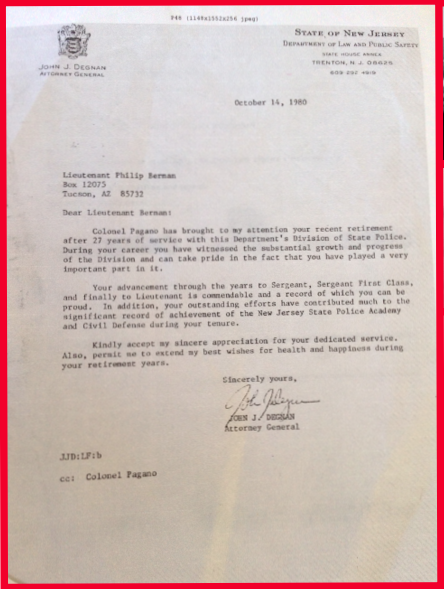 P48 (1148x1552x256 jpeg)
JOHN J. DEGNAN
ATTORNEY GENERAL
STATE OF NEW JERSEY
DEPARTMENT OF LAW AND PUBLIC SAFETY
STATE HOUSE ANNEX
TRENTON, N. J. 08625
609-292-4919
October 14, 1980
Lieutenant Philip Berman
Box 12075
Tucson, AZ 85732
Dear Lieutenant Berman:
Colonel Pagano has brought to my attention your recent retirement
after 27 years of service with this Department's Division of State Police.
During your career you have witnessed the substantial growth and progress
of the Division and can take pride in the fact that you have played a very
important part in it.
Your advancement through the years to Sergeant, Sergeant First Class,
and finally to Lieutenant is commendable and a record of which you can be
proud. In addition, your outstanding efforts have contributed much to the
significant record of achievement of the New Jersey State Police Academy
and Civil Defense during your tenure.
Kindly accept my sincere appreciation for your dedicated service.
Also, permit me to extend my best wishes for health and happiness during
your retirement years.
Sincerely yours,
John J. Degnan
JOHN J. DEGNAN
Attorney General
JJD:LF:b
cc: Colonel Pagano